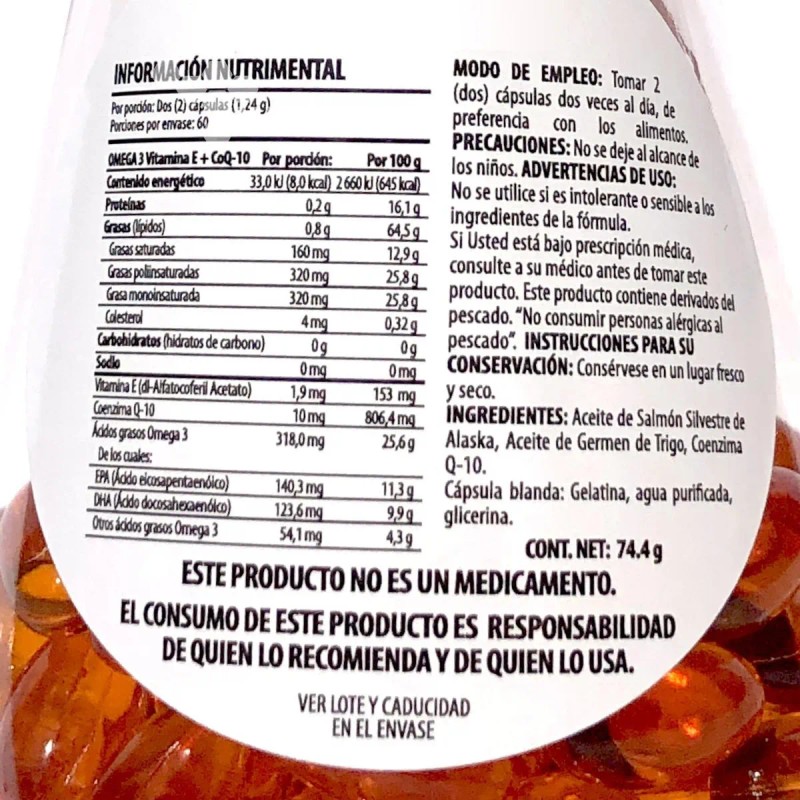 INFORMACIÓN NUTRIMENTAL
Por porción: Dos (2) cápsulas (1,24 g)
Porciones por envase: 60
OMEGA 3 Vitamina E + CoQ-10 Por porción: Por 100 g
Contenido energético 33,0 kJ (8,0 kcal) 2 660 kJ (645 kcal)
Proteínas 0,2 g 16,1 g
Grasas (lípidos) 0,8 g 64,5 g
Grasas saturadas 160 mg 12,9 g
Grasas poliinsaturadas 320 mg 25,8 g
Grasa monoinsaturada 320 mg 25,8 g
Colesterol 4 mg 0,32 g
Carbohidratos (hidratos de carbono) 0 g 0 g
Sodio 0 mg 0 mg
Vitamina E (dl-Alfatocoferil Acetato) 1,9 mg 153 mg
Coenzima Q-10 10 mg 806,4 mg
Ácidos grasos Omega 3 318,0 mg 25,6 g
De los cuales:
EPA (Ácido eicosapentaenóico) 140,3 mg 11,3 g
DHA (Ácido docosahexaenóico) 123,6 mg 9,9 g
Otros ácidos grasos Omega 3 54,1 mg 4,3 g
MODO DE EMPLEO: Tomar 2
(dos) cápsulas dos veces al día, de
preferencia con los alimentos.
PRECAUCIONES: No se deje al alcance de
los niños. ADVERTENCIAS DE USO:
No se utilice si es intolerante o sensible a los
ingredientes de la fórmula.
Si Usted está bajo prescripción médica,
consulte a su médico antes de tomar este
producto. Este producto contiene derivados del
pescado. "No consumir personas alérgicas al
pescado". INSTRUCCIONES PARA SU
CONSERVACIÓN: Consérvese en un lugar fresco
y seco.
INGREDIENTES: Aceite de Salmón Silvestre de
Alaska, Aceite de Germen de Trigo, Coenzima
Q-10.
Cápsula blanda: Gelatina, agua purificada,
glicerina.
CONT. NET: 74.4 g
ESTE PRODUCTO NO ES UN MEDICAMENTO.
EL CONSUMO DE ESTE PRODUCTO ES RESPONSABILIDAD
DE QUIEN LO RECOMIENDA Y DE QUIEN LO USA.
VER LOTE Y CADUCIDAD
EN EL ENVASE